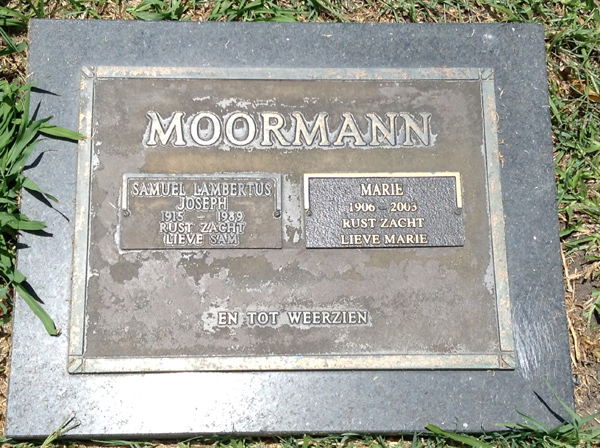 MOORMANN
SAMUEL LAMBERTUS
JOSEPH
1915 - 1989
RUST ZACHT
LIEVE SAM
MARIE
1906 - 2003
RUST ZACHT
LIEVE MARIE
EN TOT WEERZIEN